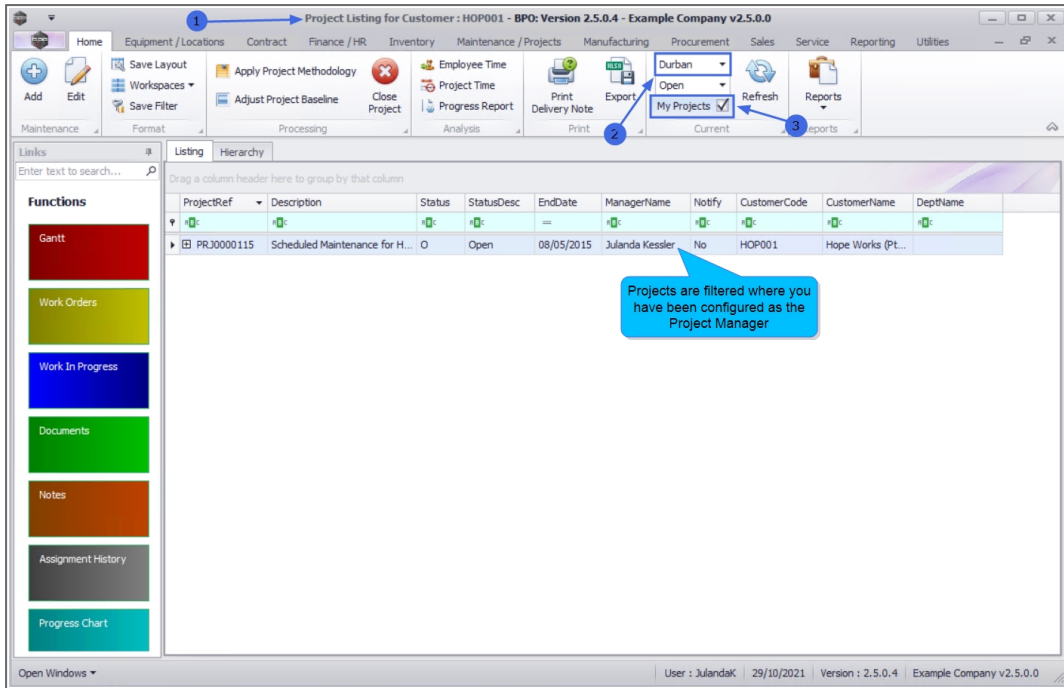 1
Project Listing for Customer : HOP001 - BPO: Version 2.5.0.4 - Example Company v2.5.0.0
Home Equipment / Locations Contract Finance / HR Inventory Maintenance / Projects Manufacturing Procurement Sales Service Reporting Utilities
Add
Edit
Save Layout
Workspaces
Save Filter
Apply Project Methodology
Adjust Project Baseline
Close Project
Employee Time
Project Time
Progress Report
Print Delivery Note
Export
Durban
Open
My Projects
Refresh
Reports
2
3
Maintenance Format Processing Analysis Print Current Reports
Links
Enter text to search...
Listing Hierarchy
Drag a column header here to group by that column
Functions
ProjectRef Description Status StatusDesc EndDate ManagerName Notify CustomerCode CustomerName DeptName
PRJ0000115 Scheduled Maintenance for H... O Open 08/05/2015 Julanda Kessler No HOP001 Hope Works (Pt...
Projects are filtered where you
have been configured as the
Project Manager
Gantt
Work Orders
Work In Progress
Documents
Notes
Assignment History
Progress Chart
Open Windows
User : JulandaK 29/10/2021 Version : 2.5.0.4 Example Company v2.5.0.0